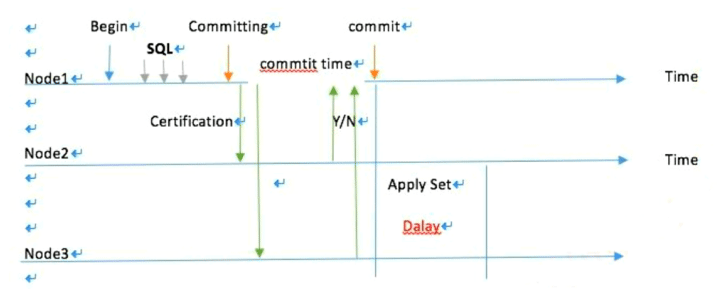 Begin Committing commit
SQL
commtit time
Node1 Time
Certification Y/N
Node2 Time
Apply Set
Dalay
Node3